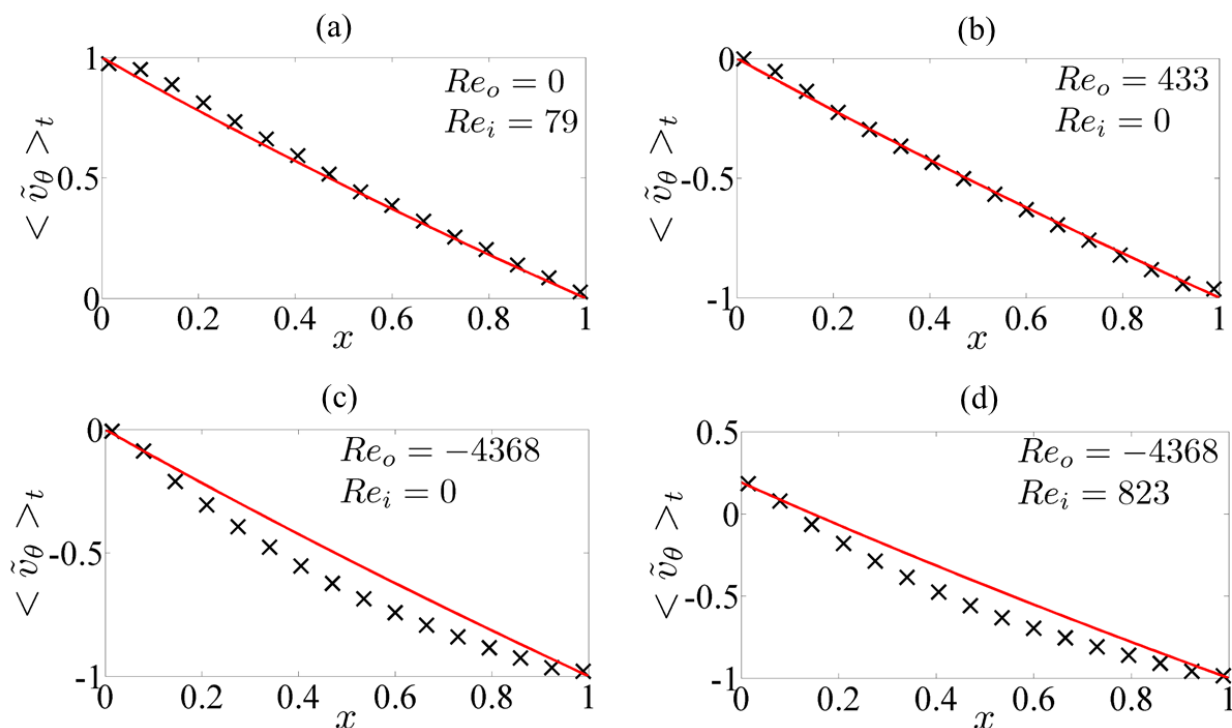 (a)
1
0.5
0
< ṽ_θ >_t
Re_o = 0
Re_i = 79
0 0.2 0.4 0.6 0.8 1
x
(b)
0
-0.5
-1
< ṽ_θ >_t
Re_o = 433
Re_i = 0
0.2 0.4 0.6 0.8 1
x
(c)
0
-0.5
-1
< ṽ_θ >_t
Re_o = −4368
Re_i = 0
0 0.2 0.4 0.6 0.8 1
x
(d)
0.5
0
-0.5
-1
< ṽ_θ >_t
Re_o = −4368
Re_i = 823
0.2 0.4 0.6 0.8 1
x